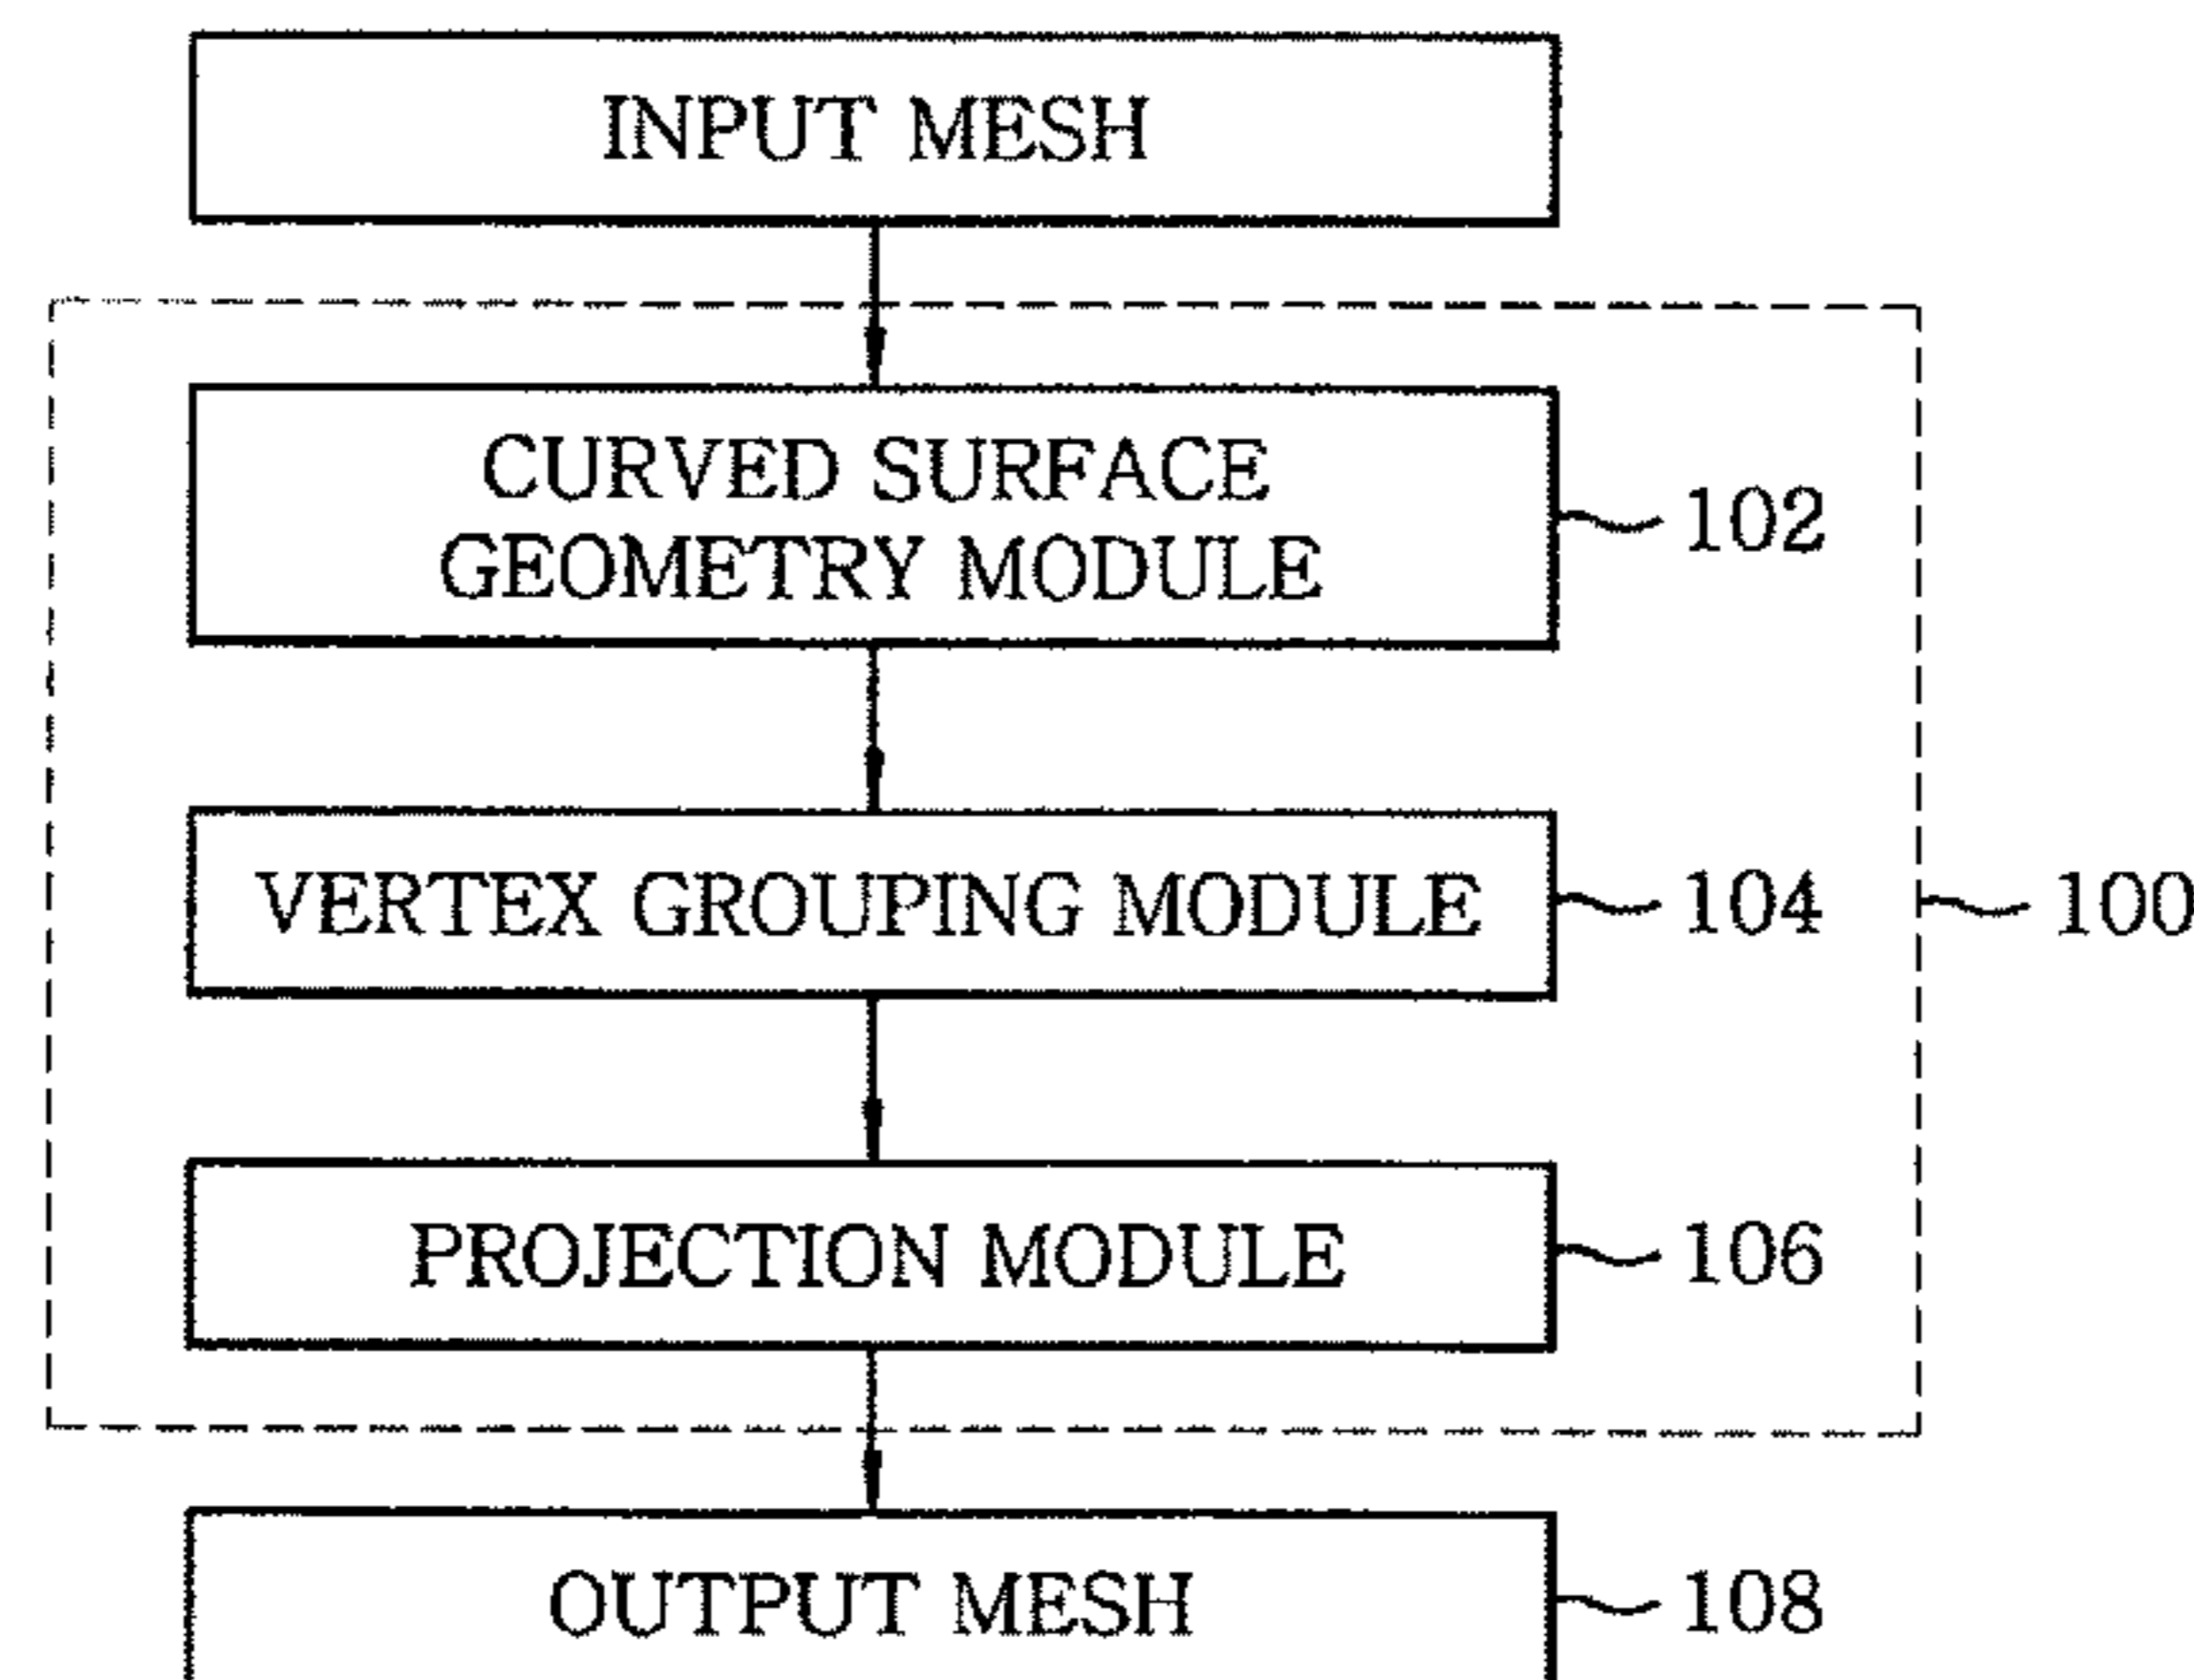 INPUT MESH
CURVED SURFACE
GEOMETRY MODULE
102
VERTEX GROUPING MODULE
104
100
PROJECTION MODULE
106
OUTPUT MESH
108